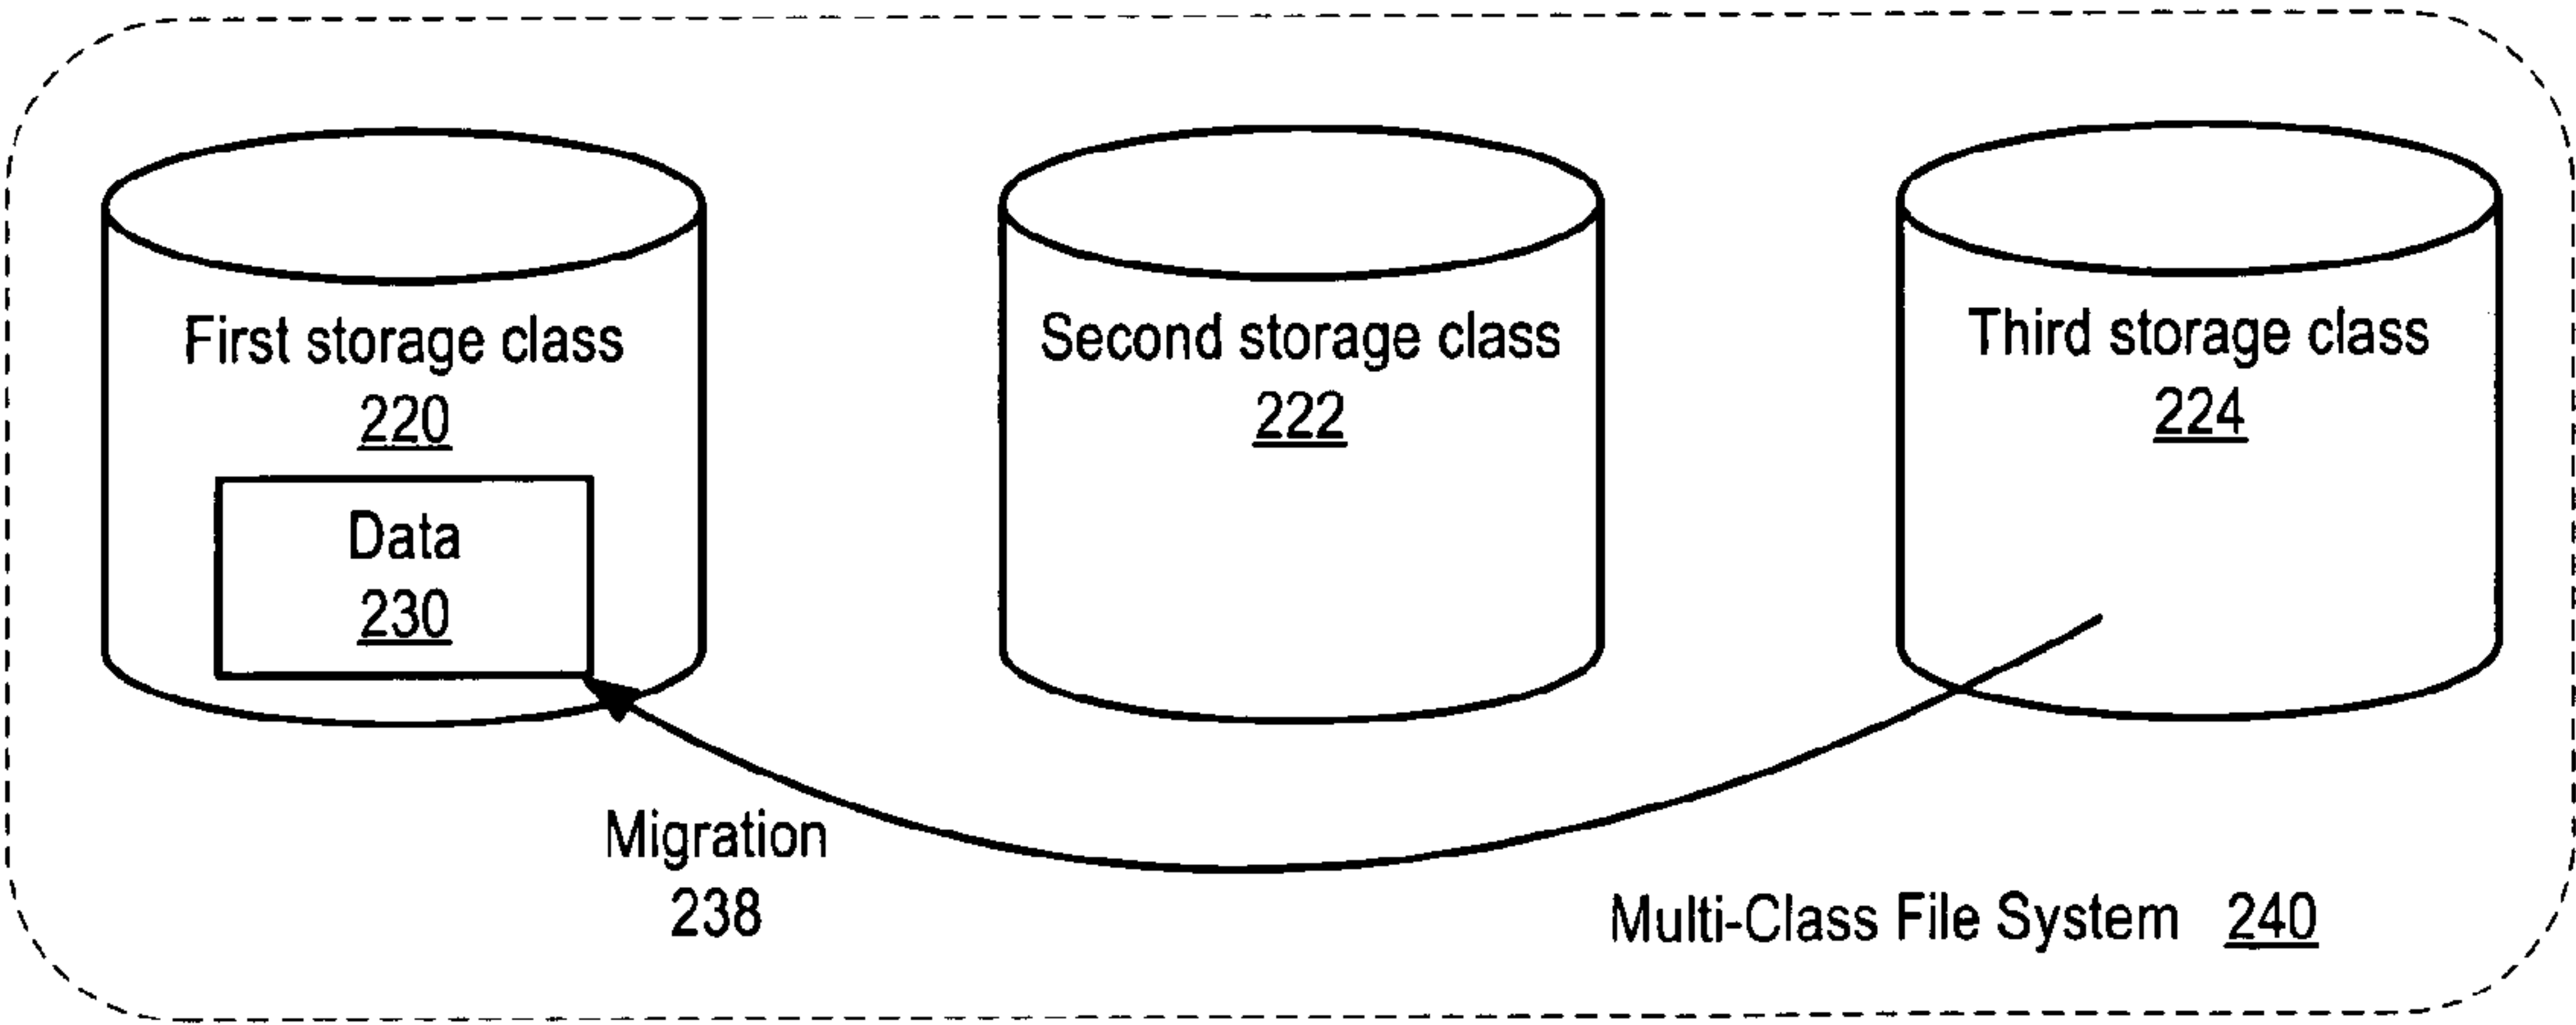 First storage class
220
Data
230
Second storage class
222
Third storage class
224
Migration
238
Multi-Class File System 240